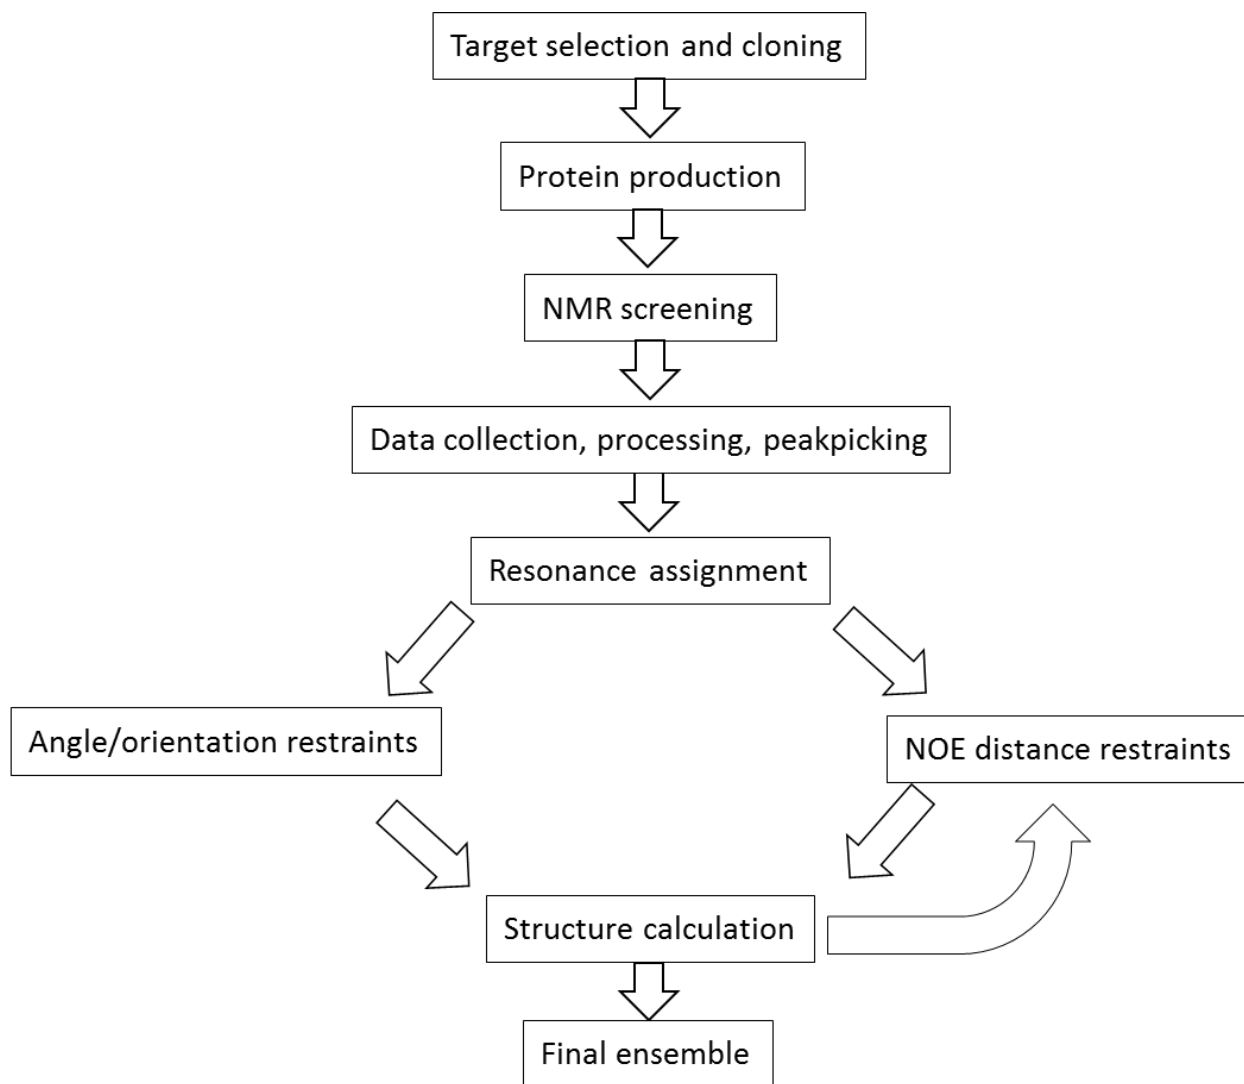 Target selection and cloning
Protein production
NMR screening
Data collection, processing, peakpicking
Resonance assignment
Angle/orientation restraints
NOE distance restraints
Structure calculation
Final ensemble